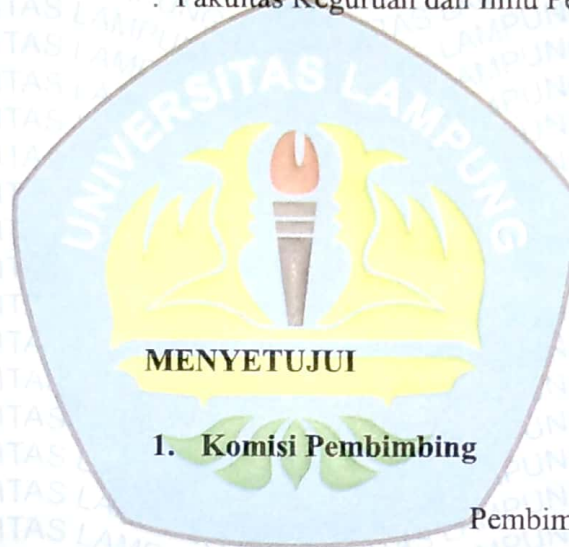 : Fakultas Keguruan dan Ilmu
UNIVERSITAS LAMPUNG
MENYETUJUI
1. Komisi Pembimbing